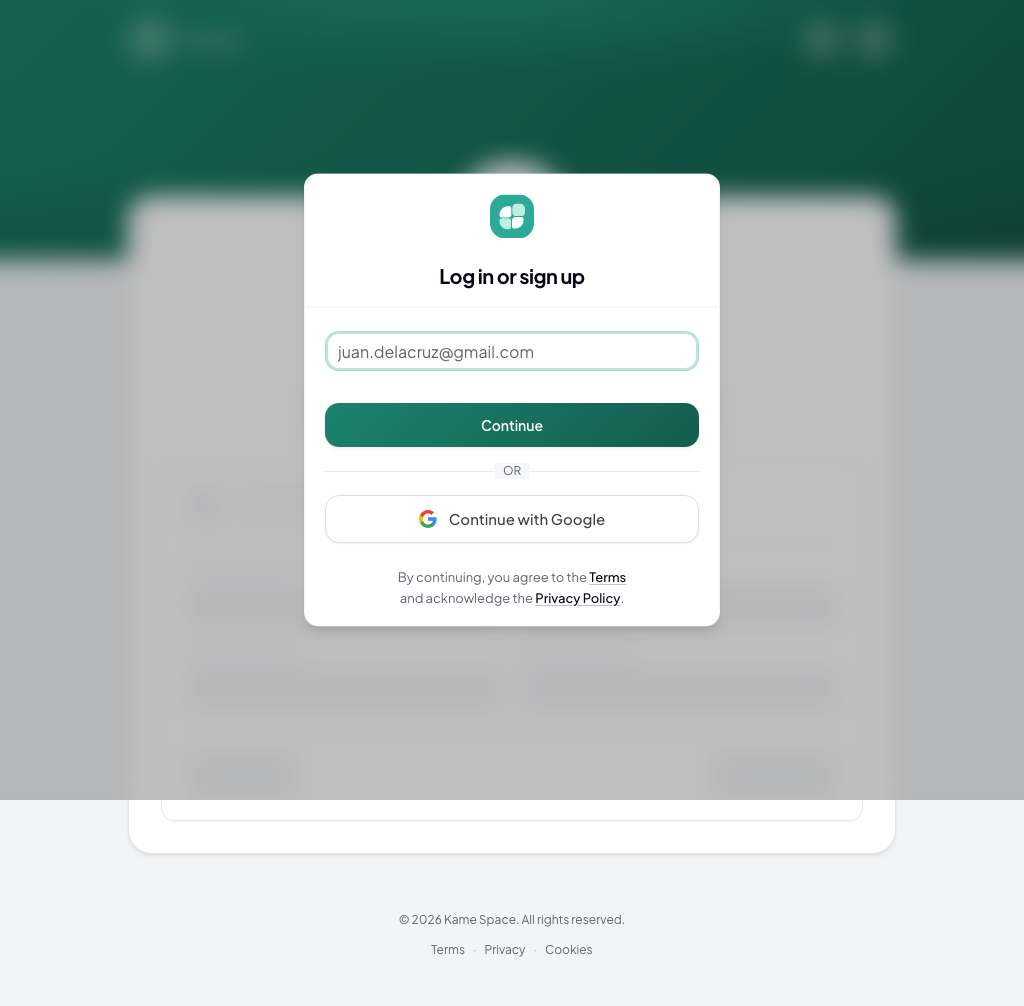 Log in or sign up
juan.delacruz@gmail.com
Continue
OR
Continue with Google
By continuing, you agree to the Terms
and acknowledge the Privacy Policy.
© 2026 Kame Space. All rights reserved.
Terms · Privacy · Cookies